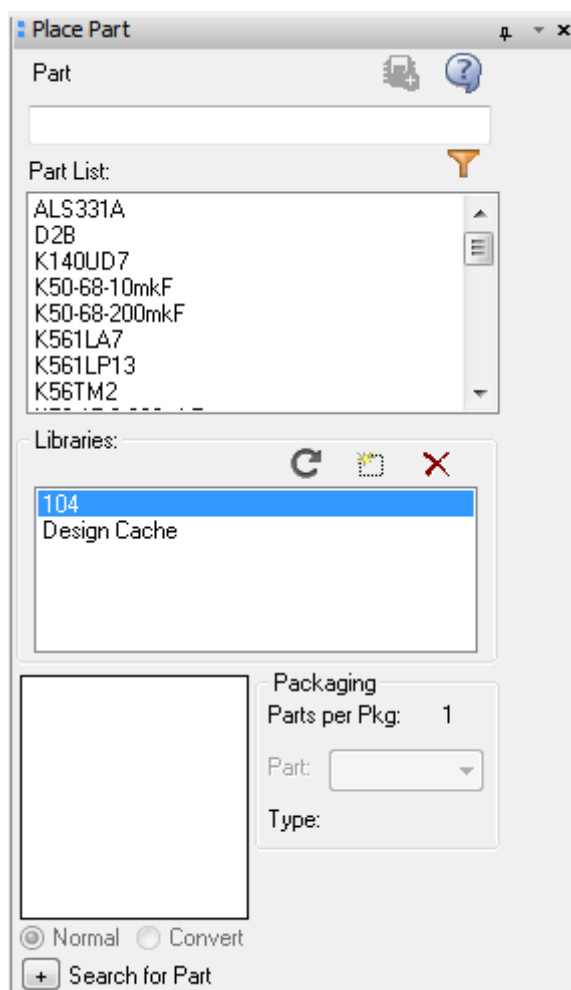 Place Part
Part
Part List:
ALS331A
D2B
K140UD7
K50-68-10mkF
K50-68-200mkF
K561LA7
K561LP13
K56TM2
Libraries:
104
Design Cache
Packaging
Parts per Pkg: 1
Part:
Type:
Normal Convert
+ Search for Part